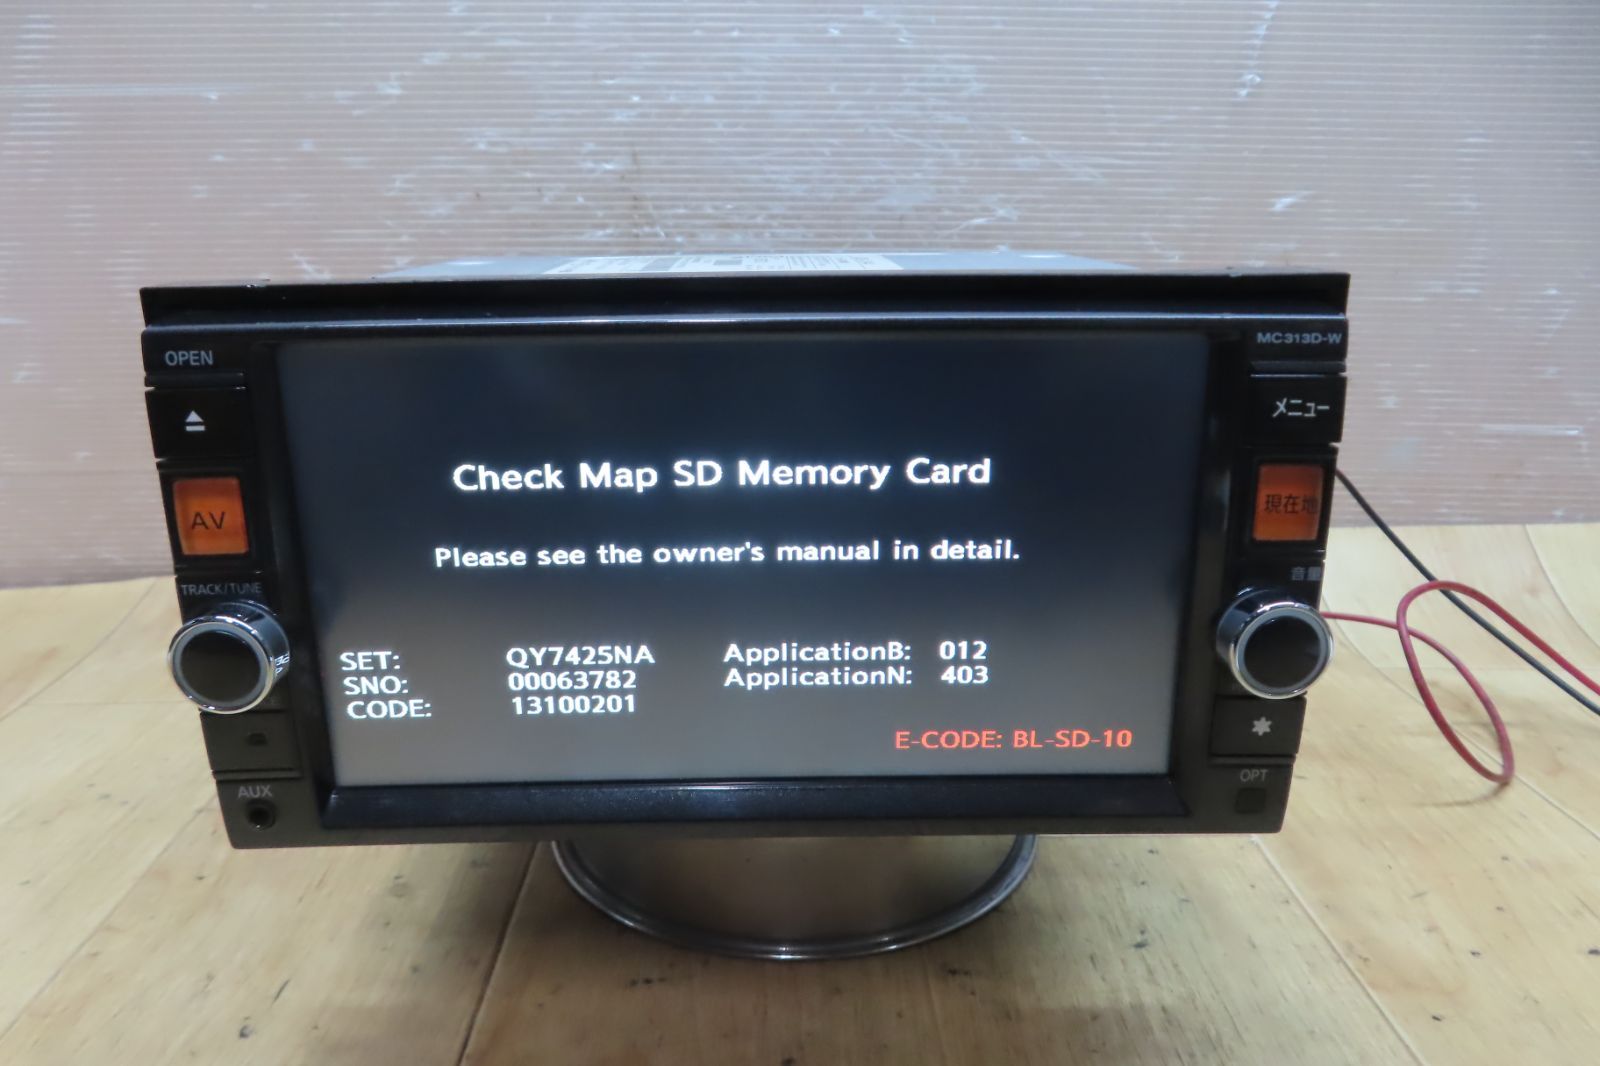 OPEN
MC313D-W
メニュー
AV
現在地
TRACK/TUNE
音量
Check Map SD Memory Card
Please see the owner's manual in detail.
SET: QY7425NA ApplicationB: 012
SNO: 00063782 ApplicationN: 403
CODE: 13100201
E-CODE: BL-SD-10
AUX
OPT